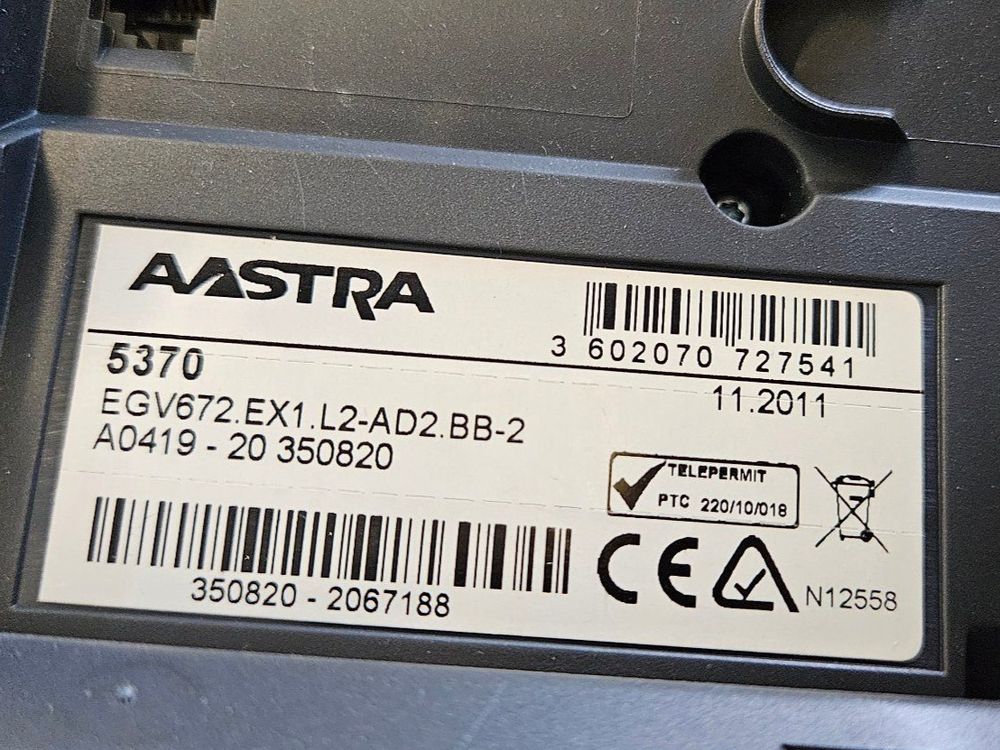 AASTRA
3 602070 727541
5370
11.2011
EGV672.EX1.L2-AD2.BB-2
A0419 - 20 350820
TELEPERMIT
PTC 220/10/018
350820 - 2067188
CE
N12558